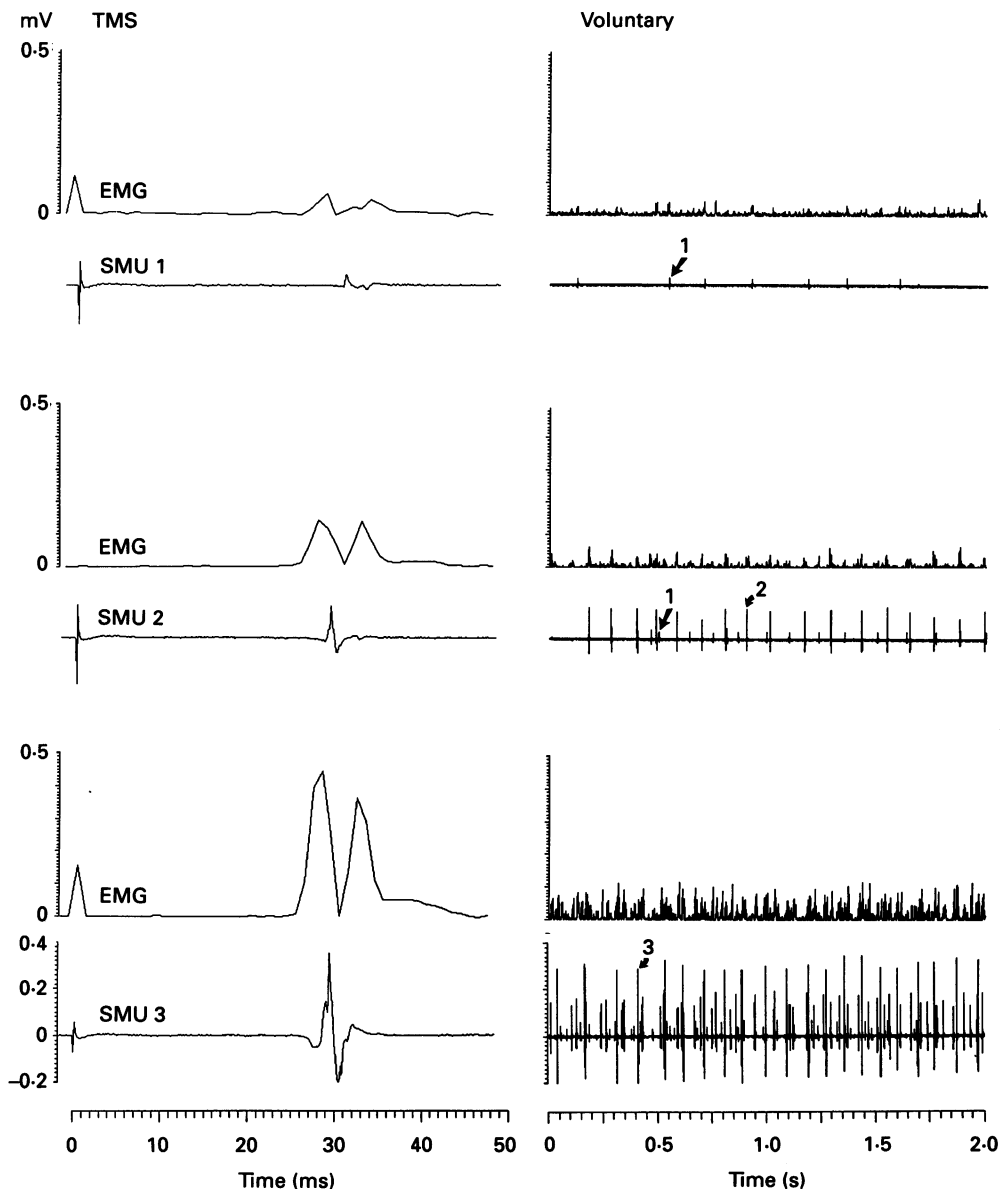 mV TMS Voluntary
0·5
EMG
0
SMU 1
1
0·5
EMG
0
SMU 2
1 2
0·5
EMG
0
0·4
0·2
SMU 3
0
–0·2
3
0 10 20 30 40 50
Time (ms)
0 0·5 1·0 1·5 2·0
Time (s)